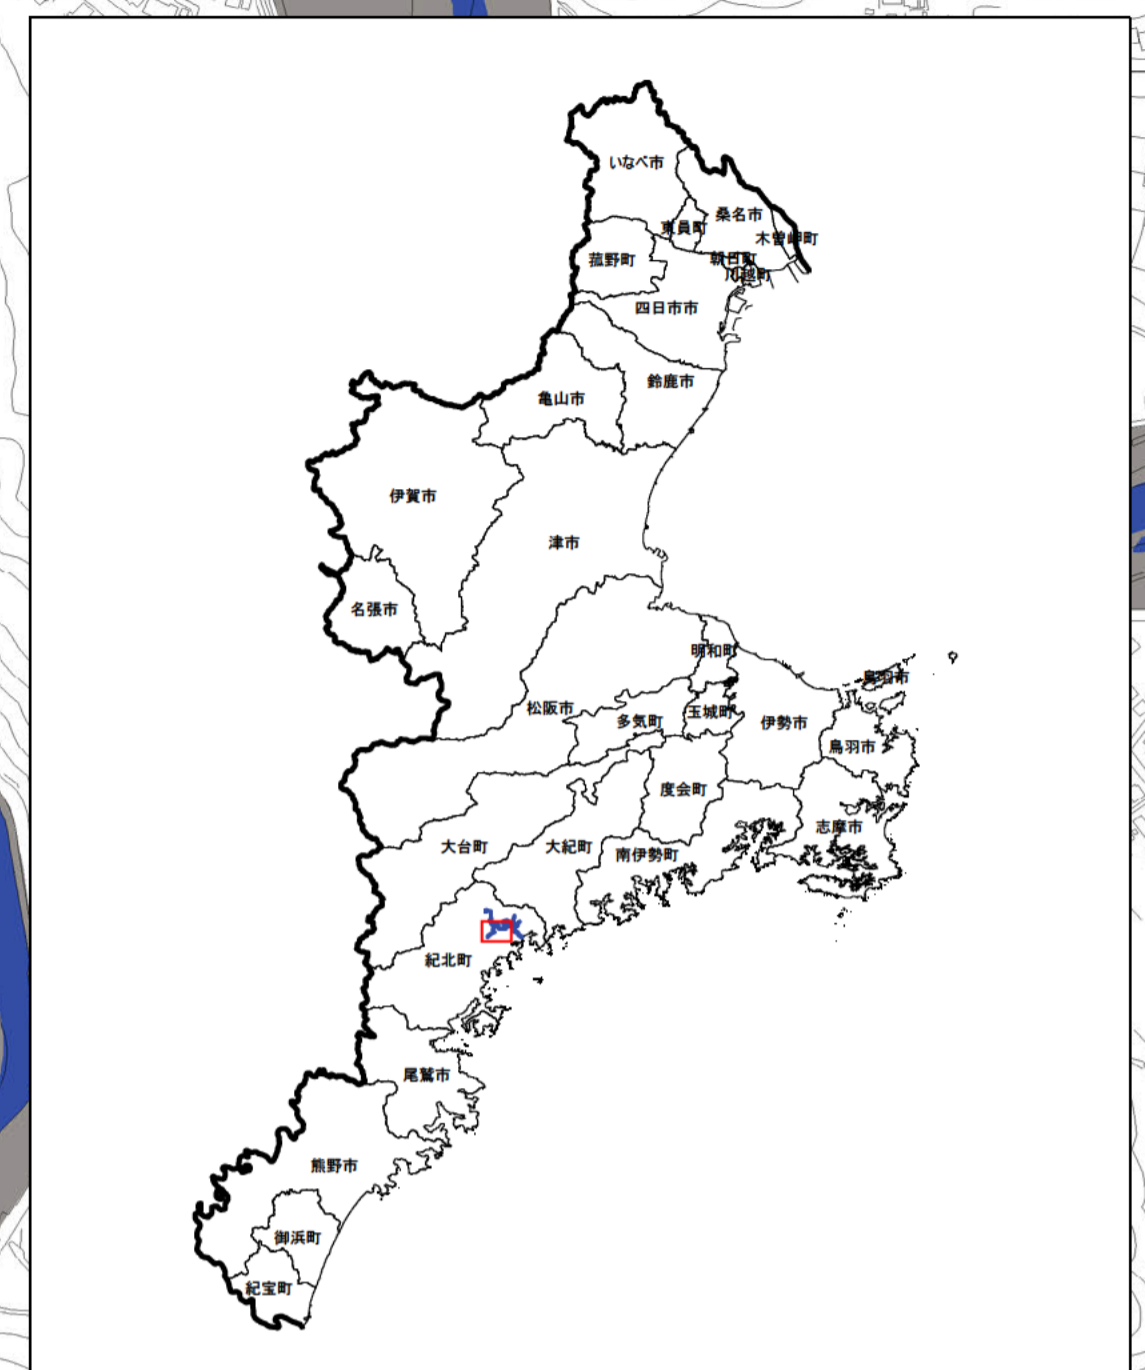 いなべ市
桑名市
東員町
木曽岬町
菰野町
朝日町
川越町
四日市市
鈴鹿市
亀山市
伊賀市
津市
名張市
明和町
鳥羽市
松阪市
玉城町
多気町
伊勢市
鳥羽市
度会町
志摩市
大台町
大紀町
南伊勢町
紀北町
尾鷲市
熊野市
御浜町
紀宝町